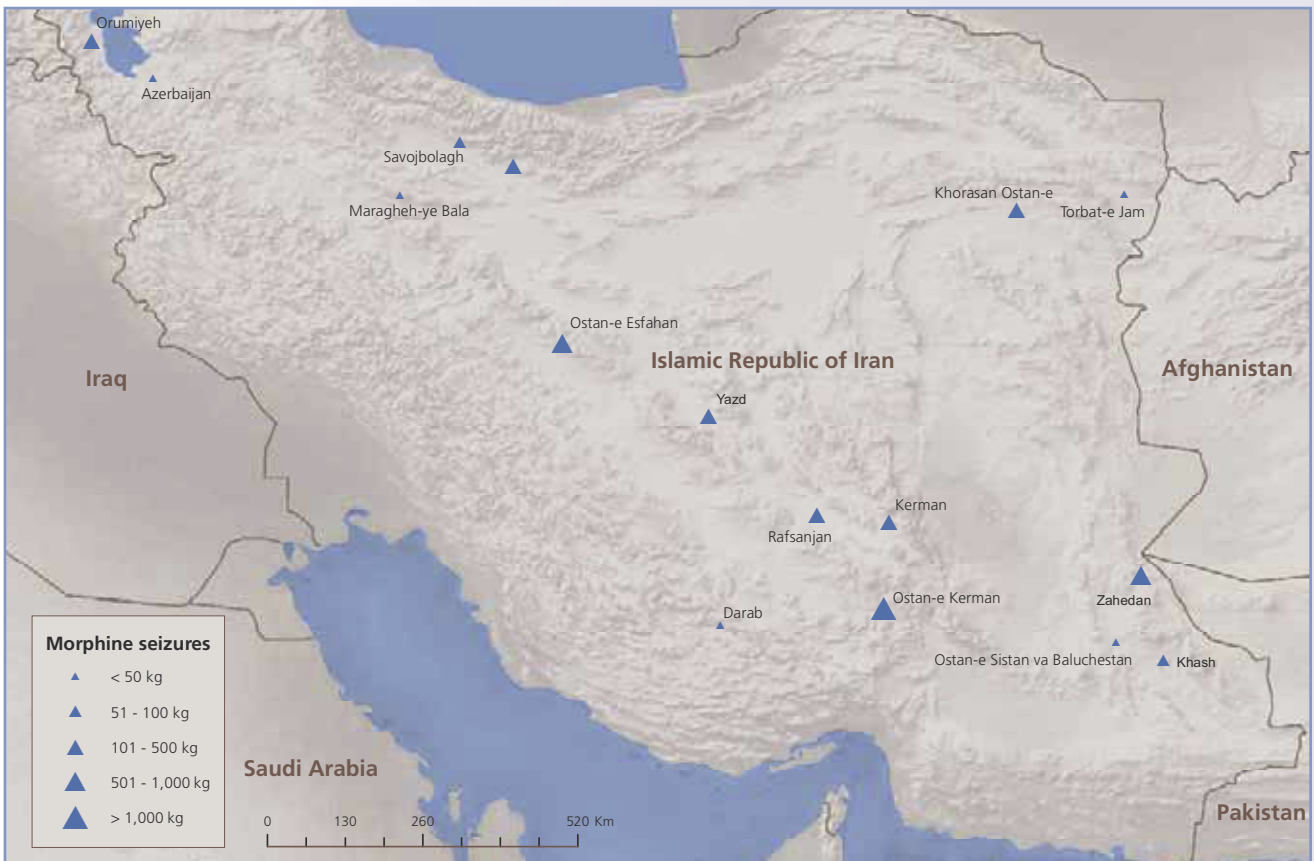 Orumiyeh
Azerbaijan
Savojbolagh
Maragheh-ye Bala
Khorasan Ostan-e
Torbat-e Jam
Ostan-e Esfahan
Islamic Republic of Iran
Iraq
Afghanistan
Yazd
Kerman
Rafsanjan
Zahedan
Ostan-e Kerman
Darab
Ostan-e Sistan va Baluchestan
Khash
Morphine seizures
< 50 kg
51 - 100 kg
101 - 500 kg
501 - 1,000 kg
> 1,000 kg
Saudi Arabia
Pakistan
0 130 260 520 Km